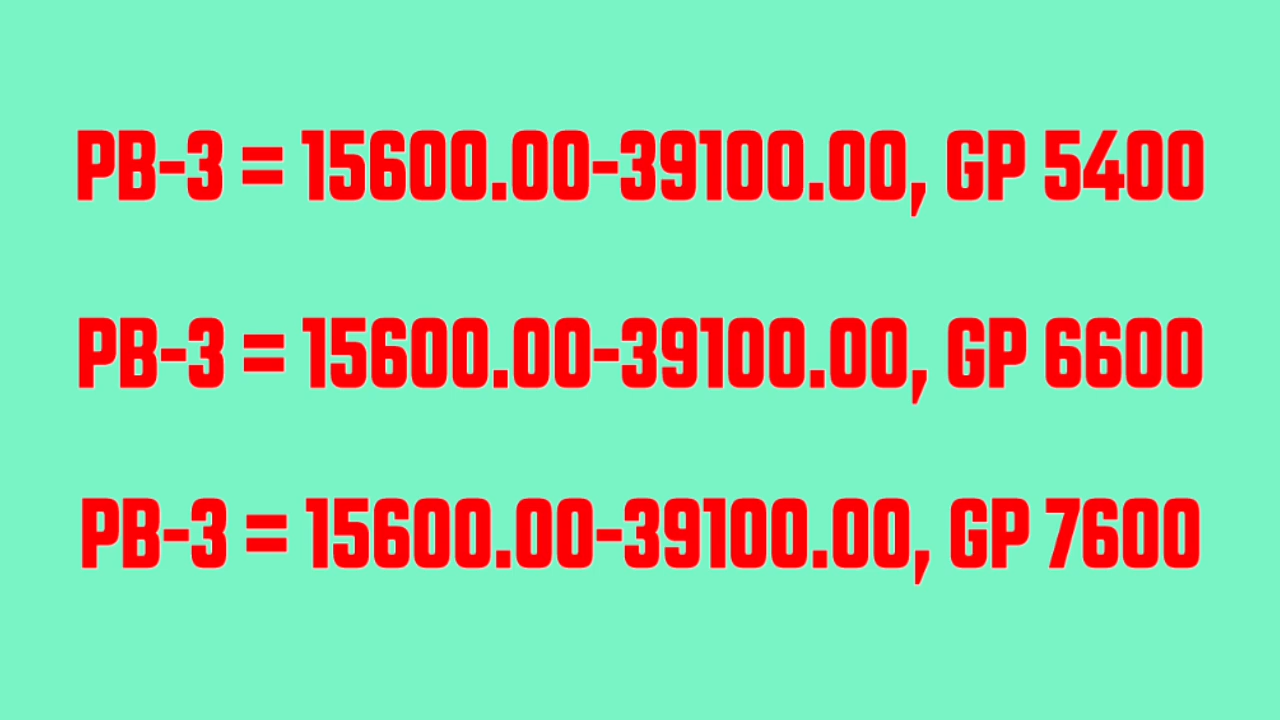 PB-3 = 15600.00-39100.00, GP 5400
PB-3 = 15600.00-39100.00, GP 6600
PB-3 = 15600.00-39100.00, GP 7600